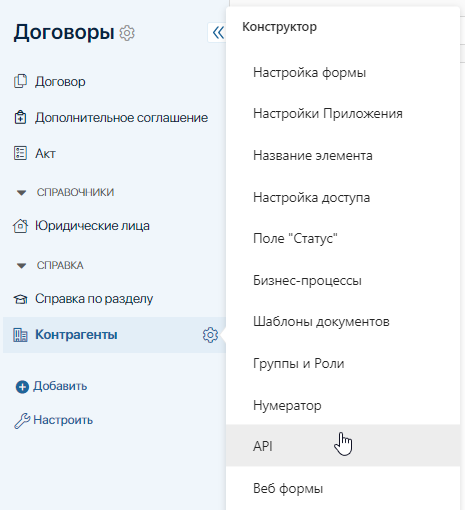 Договоры
Договор
Дополнительное соглашение
Акт
СПРАВОЧНИКИ
Юридические лица
СПРАВКА
Справка по разделу
Контрагенты
Добавить
Настроить
Конструктор
Настройка формы
Настройки Приложения
Название элемента
Настройка доступа
Поле "Статус"
Бизнес-процессы
Шаблоны документов
Группы и Роли
Нумератор
API
Веб формы